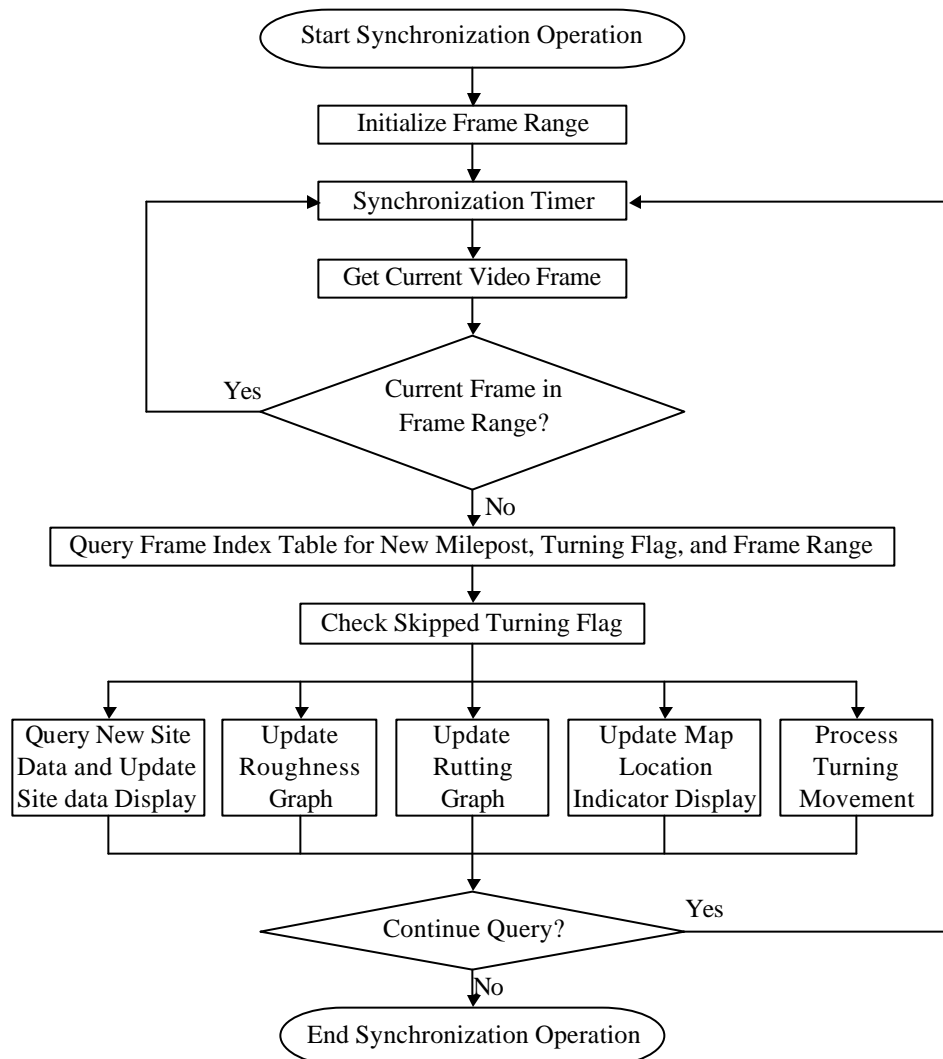 Start Synchronization Operation
Initialize Frame Range
Synchronization Timer
Get Current Video Frame
Yes
Current Frame in
Frame Range?
No
Query Frame Index Table for New Milepost, Turning Flag, and Frame Range
Check Skipped Turning Flag
Query New Site
Data and Update
Site data Display
Update
Roughness
Graph
Update
Rutting
Graph
Update Map
Location
Indicator Display
Process
Turning
Movement
Continue Query?
Yes
No
End Synchronization Operation